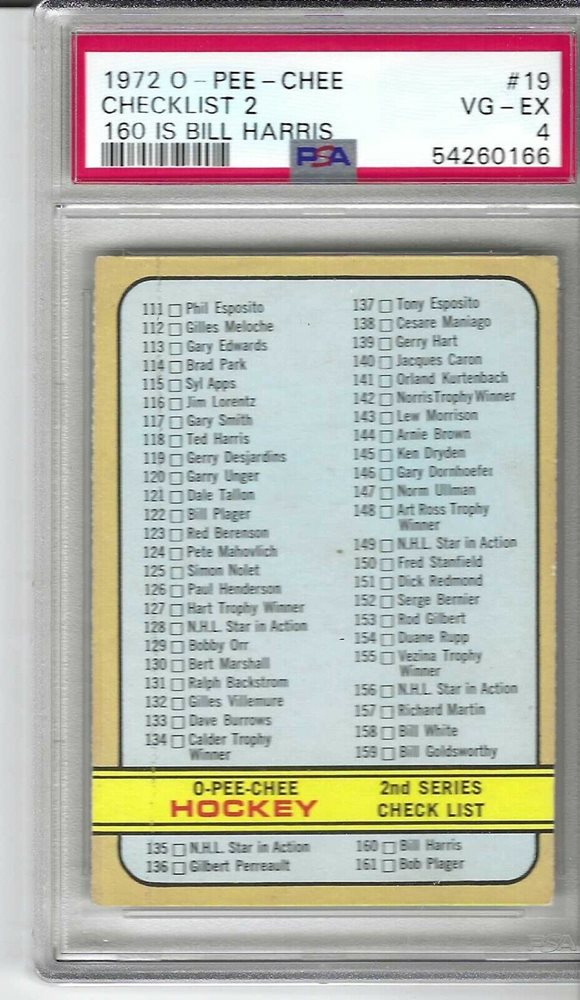 1972 O-PEE-CHEE #19
CHECKLIST 2 VG-EX
160 IS BILL HARRIS 4
PSA 54260166
111 Phil Esposito
112 Gilles Meloche
113 Gary Edwards
114 Brad Park
115 Syl Apps
116 Jim Lorentz
117 Gary Smith
118 Ted Harris
119 Gerry Desjardins
120 Garry Unger
121 Dale Tallon
122 Bill Plager
123 Red Berenson
124 Pete Mahovlich
125 Simon Nolet
126 Paul Henderson
127 Hart Trophy Winner
128 N.H.L. Star in Action
129 Bobby Orr
130 Bert Marshall
131 Ralph Backstrom
132 Gilles Villemure
133 Dave Burrows
134 Calder Trophy
Winner
137 Tony Esposito
138 Cesare Maniago
139 Gerry Hart
140 Jacques Caron
141 Orland Kurtenbach
142 Norris Trophy Winner
143 Lew Morrison
144 Arnie Brown
145 Ken Dryden
146 Gary Dornhoefer
147 Norm Ullman
148 Art Ross Trophy
Winner
149 N.H.L. Star in Action
150 Fred Stanfield
151 Dick Redmond
152 Serge Bernier
153 Rod Gilbert
154 Duane Rupp
155 Vezina Trophy
Winner
156 N.H.L. Star in Action
157 Richard Martin
158 Bill White
159 Bill Goldsworthy
O-PEE-CHEE
HOCKEY
2nd SERIES
CHECK LIST
135 N.H.L. Star in Action
136 Gilbert Perreault
160 Bill Harris
161 Bob Plager
PSA